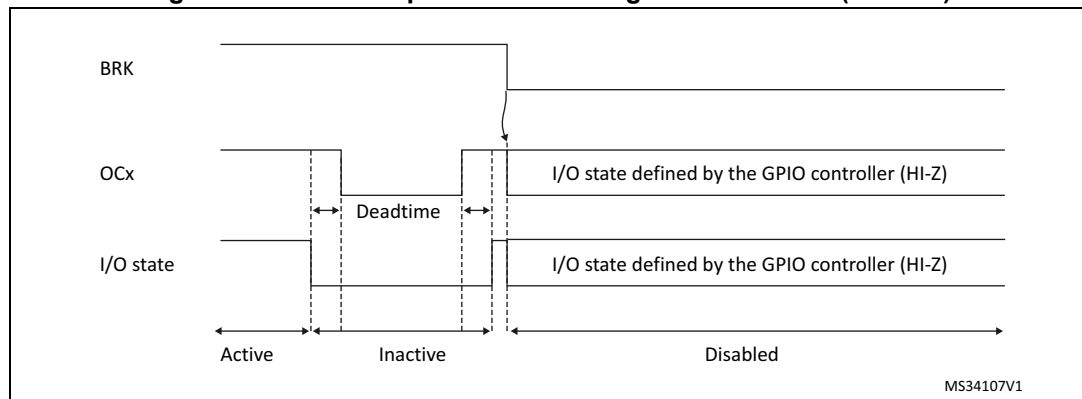 BRK
OCx
I/O state defined by the GPIO controller (HI-Z)
Deadtime
I/O state
I/O state defined by the GPIO controller (HI-Z)
Active
Inactive
Disabled
MS34107V1